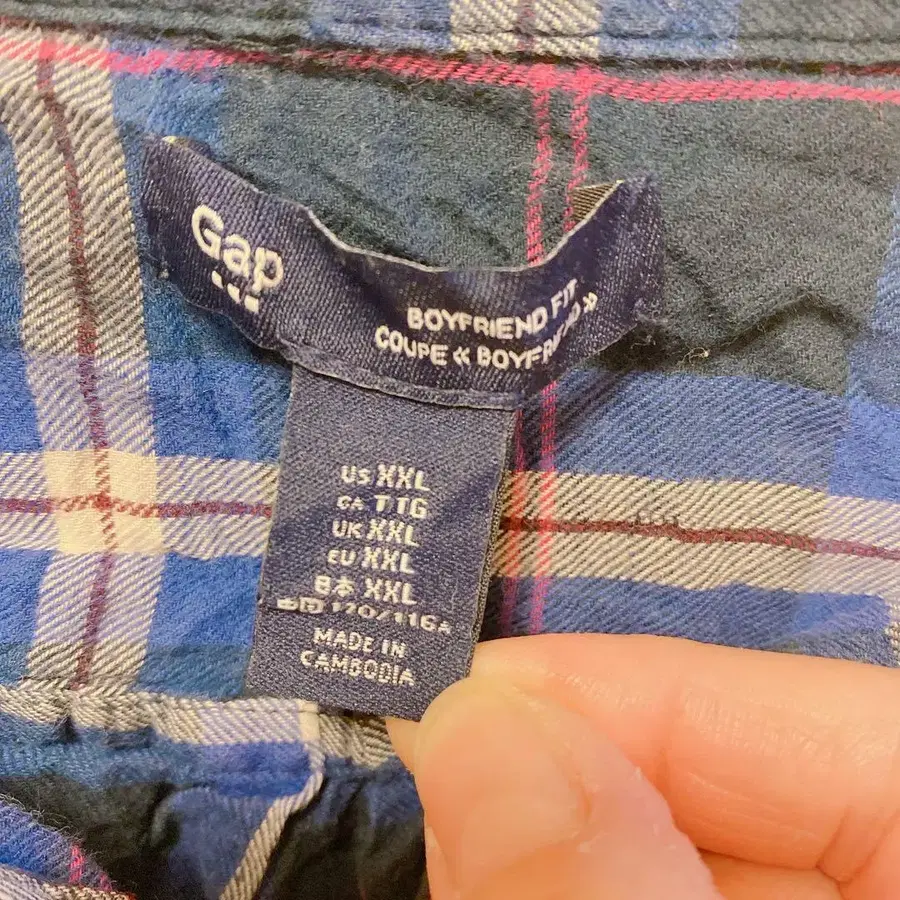 Gap
BOYFRIEND FIT
COUPE « BOYFRIEND »
US XXL
CA TTG
UK XXL
EU XXL
日本 XXL
中国 170/116A
MADE IN
CAMBODIA